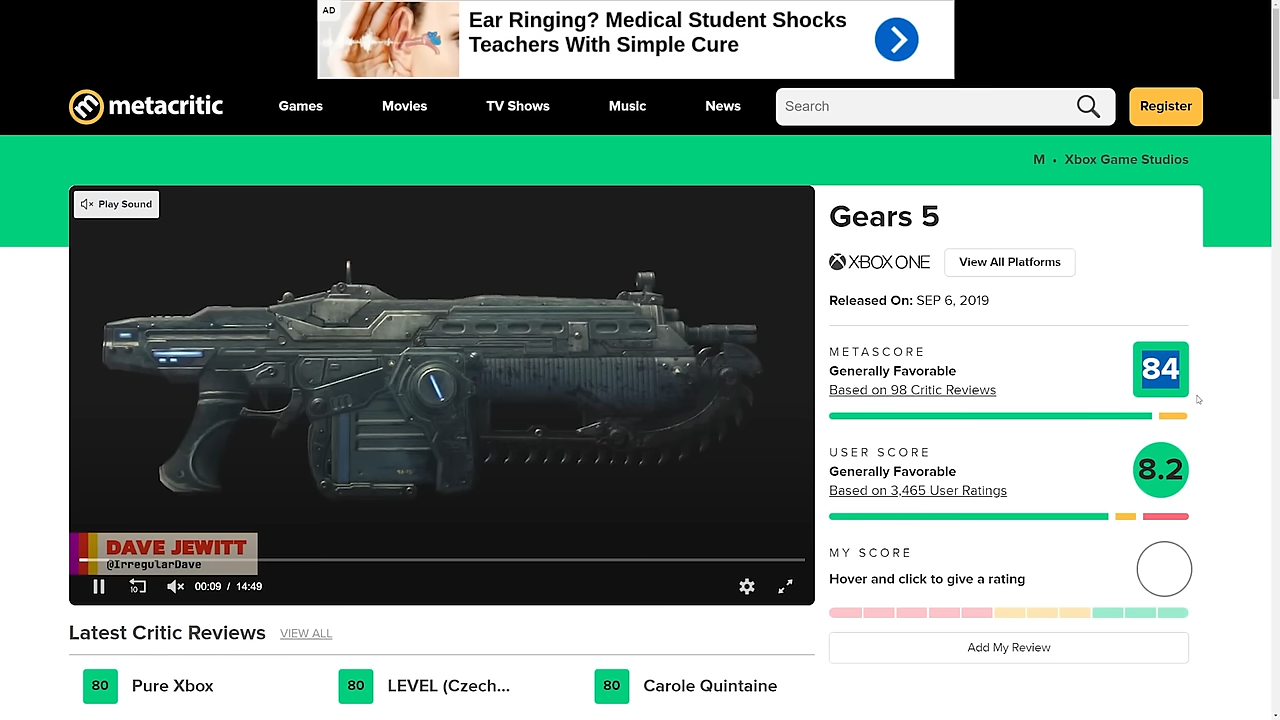 AD
Ear Ringing? Medical Student Shocks
Teachers With Simple Cure
metacritic
Games
Movies
TV Shows
Music
News
Search
Register
M • Xbox Game Studios
Play Sound
Gears 5
XBOX ONE
View All Platforms
Released On: SEP 6, 2019
METASCORE
Generally Favorable
Based on 98 Critic Reviews
84
USER SCORE
Generally Favorable
Based on 3,465 User Ratings
8.2
MY SCORE
Hover and click to give a rating
Add My Review
DAVE JEWITT
@IrregularDave
10
00:09 / 14:49
Latest Critic Reviews
VIEW ALL
80 Pure Xbox
80 LEVEL (Czech...
80 Carole Quintaine